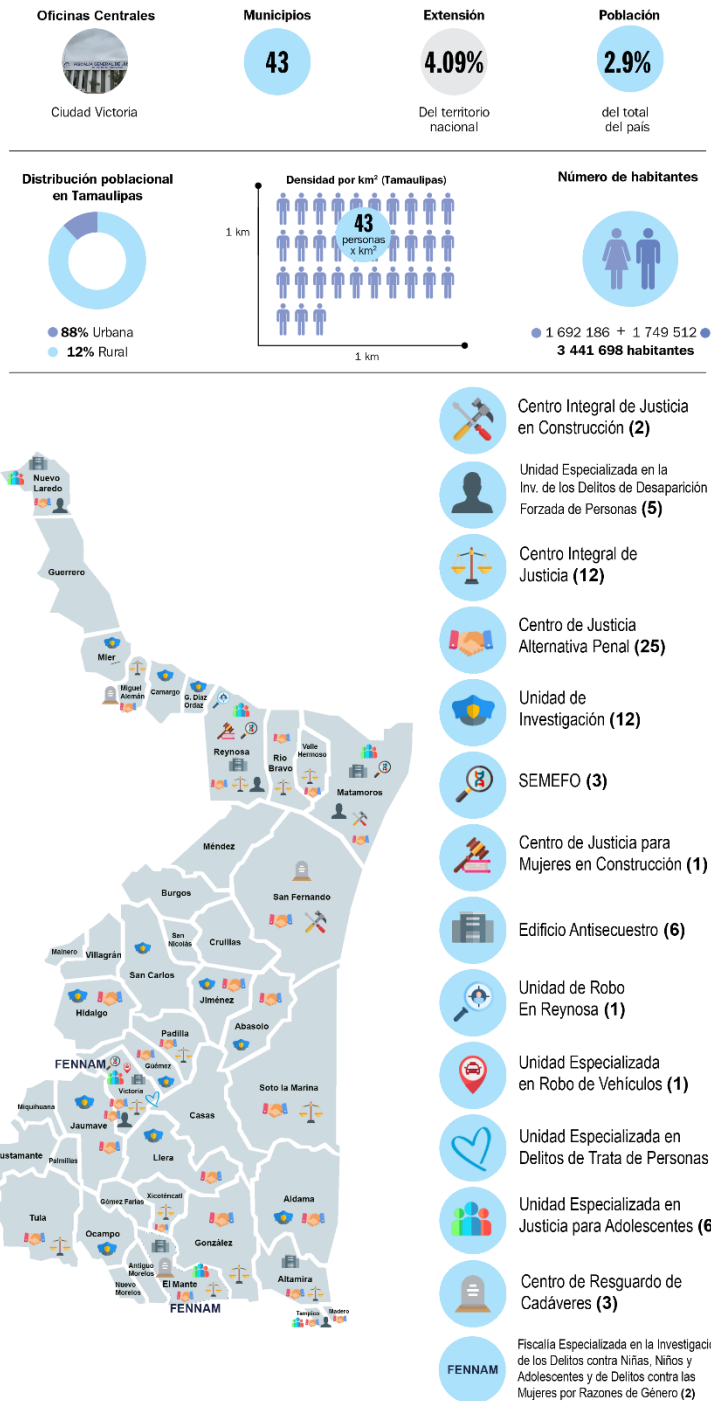 Oficinas Centrales
Ciudad Victoria
Municipios
43
Extensión
4.09%
Del territorio
nacional
Población
2.9%
del total
del país
Distribución poblacional
en Tamaulipas
88% Urbana
12% Rural
Densidad por km² (Tamaulipas)
1 km
43
personas
x km²
1 km
Número de habitantes
1 692 186 + 1 749 512
3 441 698 habitantes
Centro Integral de Justicia
en Construcción (2)
Unidad Especializada en la
Inv. de los Delitos de Desaparición
Forzada de Personas (5)
Centro Integral de
Justicia (12)
Centro de Justicia
Alternativa Penal (25)
Unidad de
Investigación (12)
SEMEFO (3)
Centro de Justicia para
Mujeres en Construcción (1)
Edificio Antisecuestro (6)
Unidad de Robo
En Reynosa (1)
Unidad Especializada
en Robo de Vehículos (1)
Unidad Especializada en
Delitos de Trata de Personas
Unidad Especializada en
Justicia para Adolescentes (6
Centro de Resguardo de
Cadáveres (3)
FENNAM
Fiscalía Especializada en la Investigació
de los Delitos contra Niñas, Niños y
Adolescentes y de Delitos contra las
Mujeres por Razones de Género (2)
Nuevo
Laredo
Guerrero
Mier
Miguel
Alemán
Camargo
G. Díaz
Ordaz
Reynosa
Río
Bravo
Valle
Hermoso
Matamoros
Méndez
Burgos
San Fernando
San
Nicolás
Cruillas
Mainero
Villagrán
San Carlos
Hidalgo
Jiménez
Abasolo
Padilla
FENNAM
Güémez
Victoria
Soto la Marina
Casas
Miquihuana
Jaumave
ustamante
Palmillas
Llera
Tula
Gómez Farías
Xicoténcatl
Aldama
Ocampo
González
Antiguo
Morelos
Nuevo
Morelos
El Mante
FENNAM
Altamira
Tampico
Madero